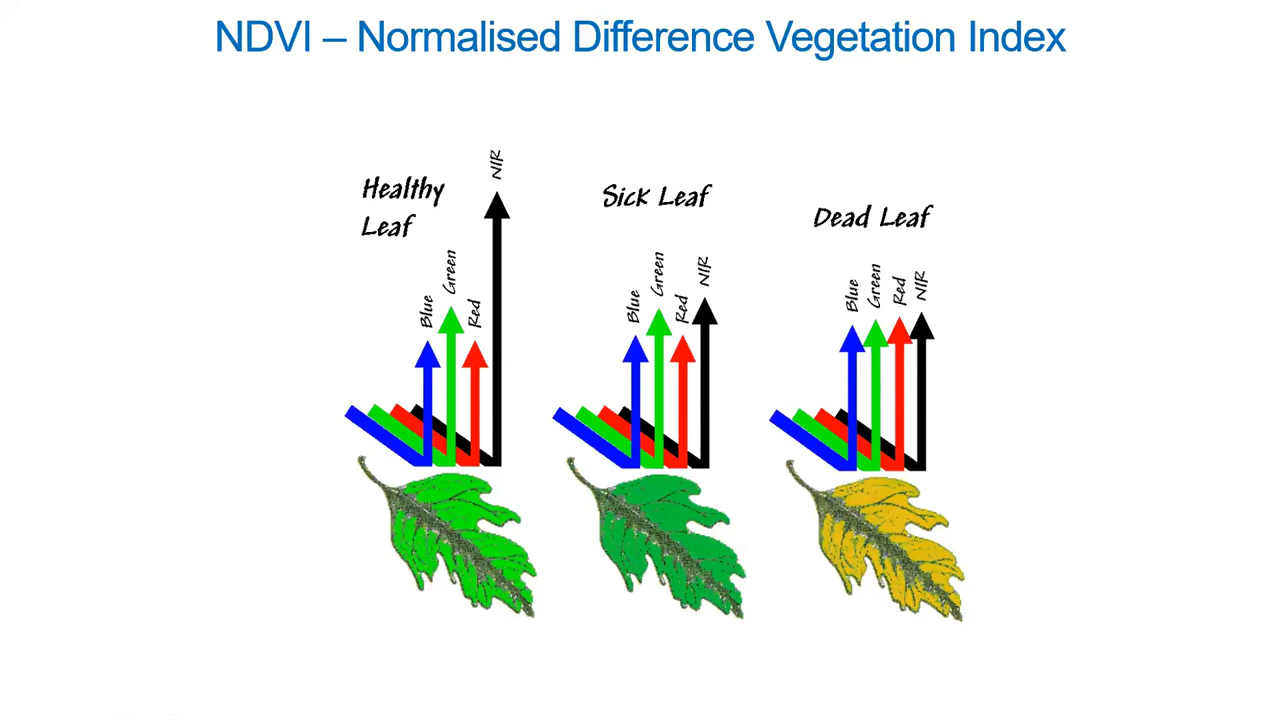 NDVI – Normalised Difference Vegetation Index
Healthy
Leaf
Blue
Green
Red
NIR
Sick Leaf
Blue
Green
Red
NIR
Dead Leaf
Blue
Green
Red
NIR